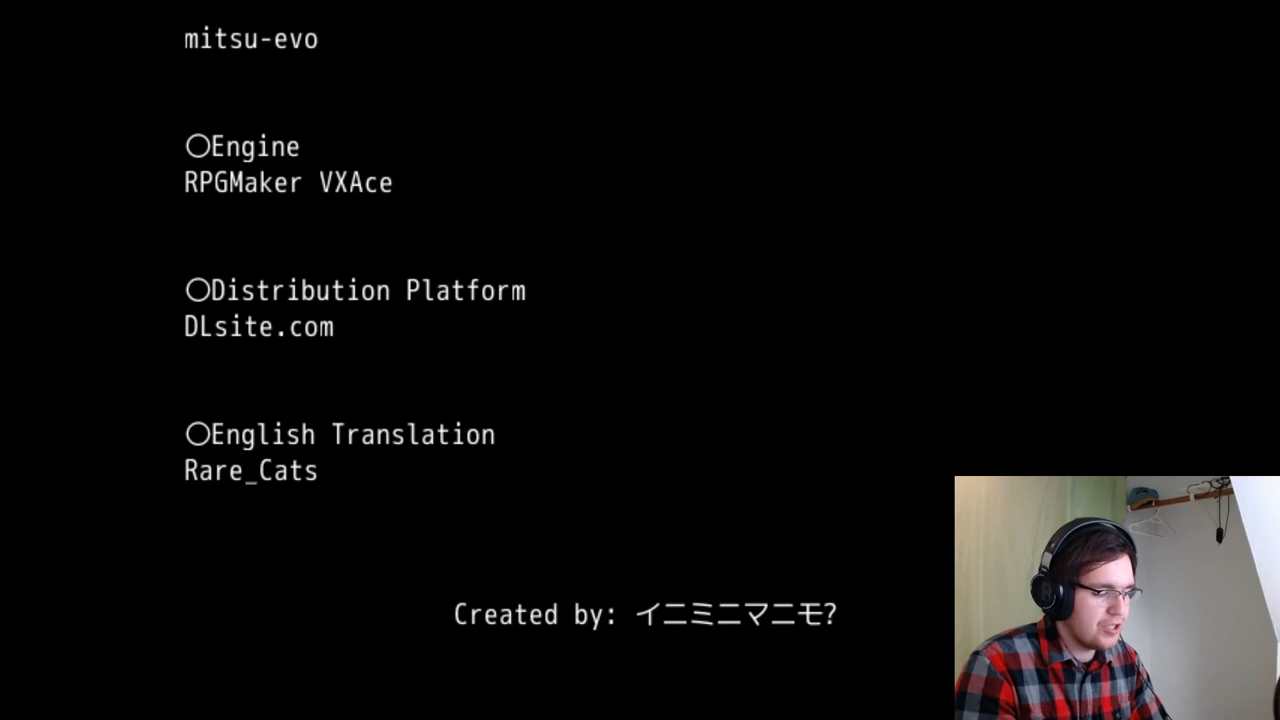 mitsu-evo
○Engine
RPGMaker VXAce
○Distribution Platform
DLsite.com
○English Translation
Rare_Cats
Created by: イニミニマニモ?